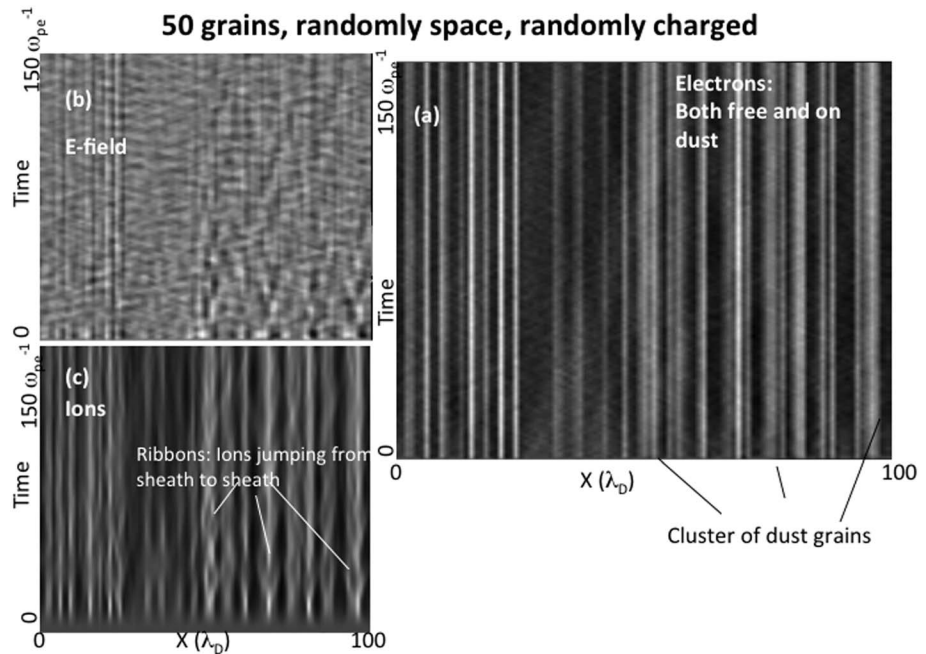 50 grains, randomly space, randomly charged
150 ω_pe^-1
(b)
E-field
Time
0
150 ω_pe^-1
(a)
Electrons:
Both free and on
dust
Time
0
0
X (λ_D)
100
Cluster of dust grains
150 ω_pe^-1
(c)
Ions
Ribbons: Ions jumping from
sheath to sheath
Time
0
0
X (λ_D)
100